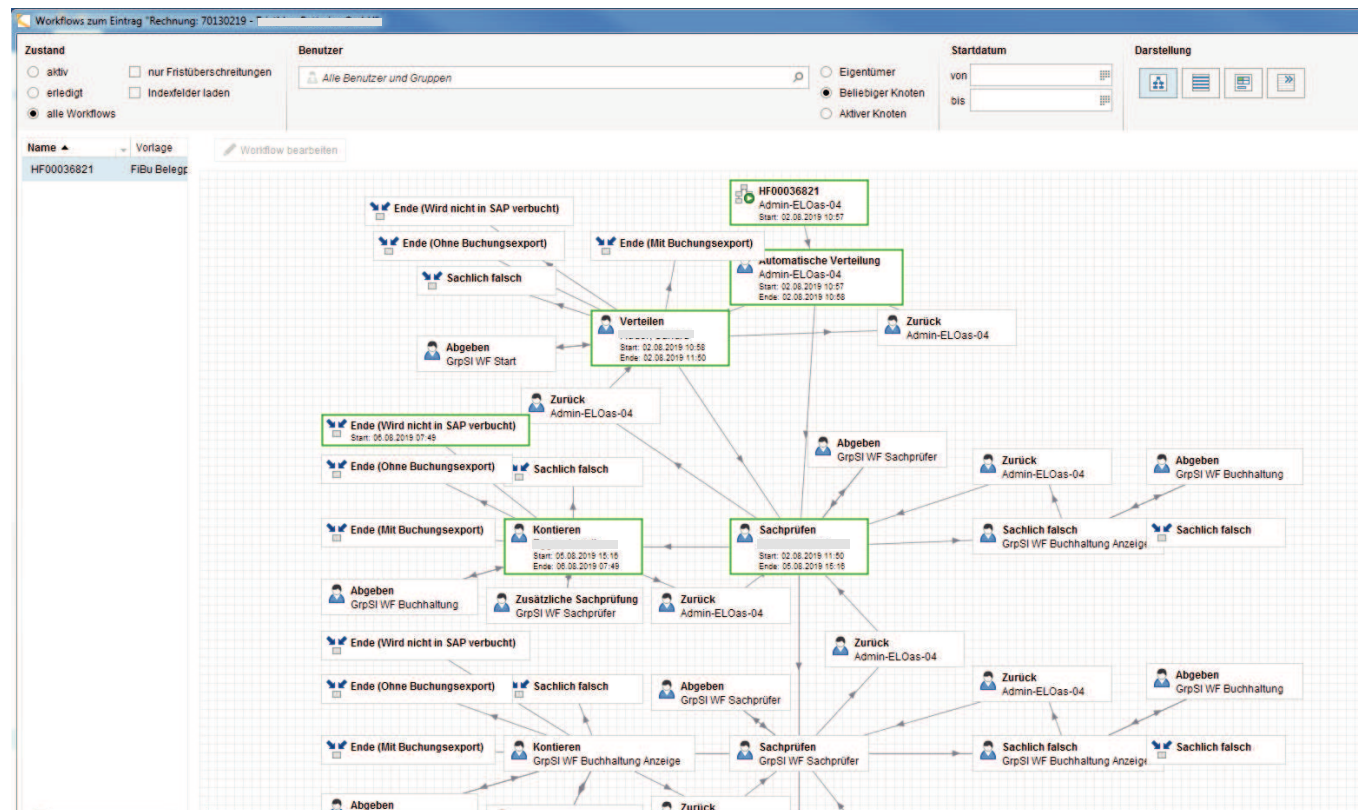 Workflows zum Eintrag "Rechnung: 70130219 -
Zustand
aktiv
erledigt
alle Workflows
nur Fristüberschreitungen
Indexfelder laden
Benutzer
Alle Benutzer und Gruppen
Eigentümer
Beliebiger Knoten
Aktiver Knoten
Startdatum
von
bis
Darstellung
Name
Vorlage
HF00036821
FiBu Belegp
Workflow bearbeiten
HF00036821
Admin-ELOas-04
Start: 02.08.2019 10:57
Ende (Wird nicht in SAP verbucht)
Ende (Ohne Buchungsexport)
Ende (Mit Buchungsexport)
Automatische Verteilung
Admin-ELOas-04
Start: 02.08.2019 10:57
Ende: 02.08.2019 10:58
Sachlich falsch
Verteilen
Start: 02.08.2019 10:58
Ende: 02.08.2019 11:50
Zurück
Admin-ELOas-04
Abgeben
GrpSI WF Start
Zurück
Admin-ELOas-04
Ende (Wird nicht in SAP verbucht)
Start: 06.08.2019 07:49
Abgeben
GrpSI WF Sachprüfer
Ende (Ohne Buchungsexport)
Sachlich falsch
Zurück
Admin-ELOas-04
Abgeben
GrpSI WF Buchhaltung
Ende (Mit Buchungsexport)
Kontieren
Start: 05.08.2019 15:16
Ende: 06.08.2019 07:49
Sachprüfen
Start: 02.08.2019 11:50
Ende: 05.08.2019 15:16
Sachlich falsch
GrpSI WF Buchhaltung Anzeige
Sachlich falsch
Abgeben
GrpSI WF Buchhaltung
Zusätzliche Sachprüfung
GrpSI WF Sachprüfer
Zurück
Admin-ELOas-04
Ende (Wird nicht in SAP verbucht)
Zurück
Admin-ELOas-04
Ende (Ohne Buchungsexport)
Sachlich falsch
Abgeben
GrpSI WF Sachprüfer
Zurück
Admin-ELOas-04
Abgeben
GrpSI WF Buchhaltung
Ende (Mit Buchungsexport)
Kontieren
GrpSI WF Buchhaltung Anzeige
Sachprüfen
GrpSI WF Sachprüfer
Sachlich falsch
GrpSI WF Buchhaltung Anzeige
Sachlich falsch
Abgeben
Zurück